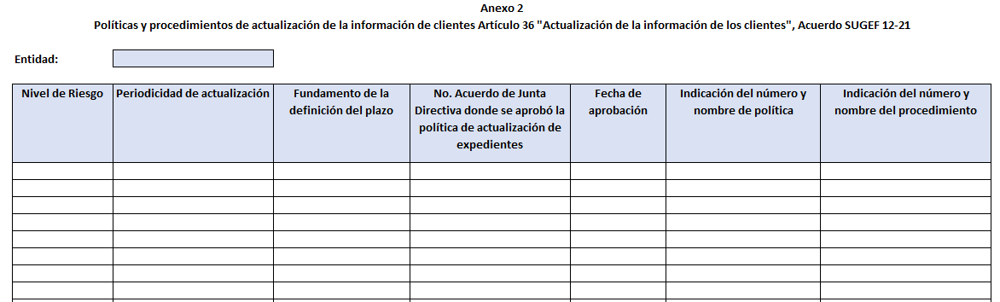 Anexo 2
Políticas y procedimientos de actualización de la información de clientes Artículo 36 "Actualización de la información de los clientes", Acuerdo SUGEF 12-21
Entidad:
Nivel de Riesgo
Periodicidad de actualización
Fundamento de la
definición del plazo
No. Acuerdo de Junta
Directiva donde se aprobó la
política de actualización de
expedientes
Fecha de
aprobación
Indicación del número y
nombre de política
Indicación del número y
nombre del procedimiento